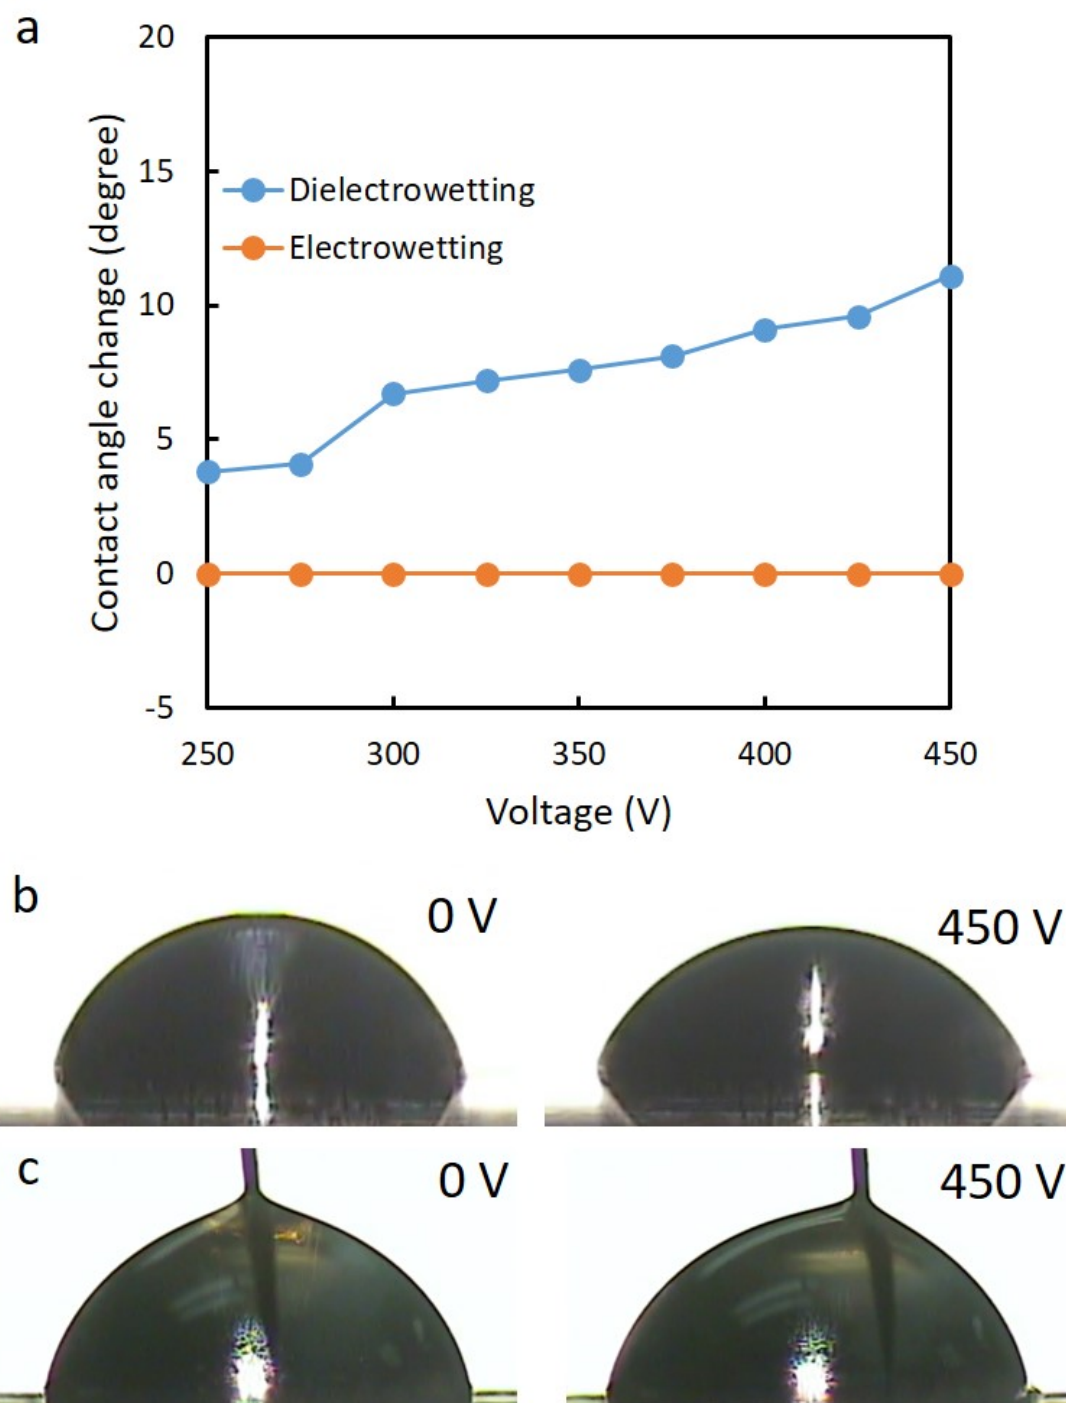 a
20
15
10
5
0
-5
Contact angle change (degree)
Dielectrowetting
Electrowetting
250 300 350 400 450
Voltage (V)
b
0 V
450 V
c
0 V
450 V